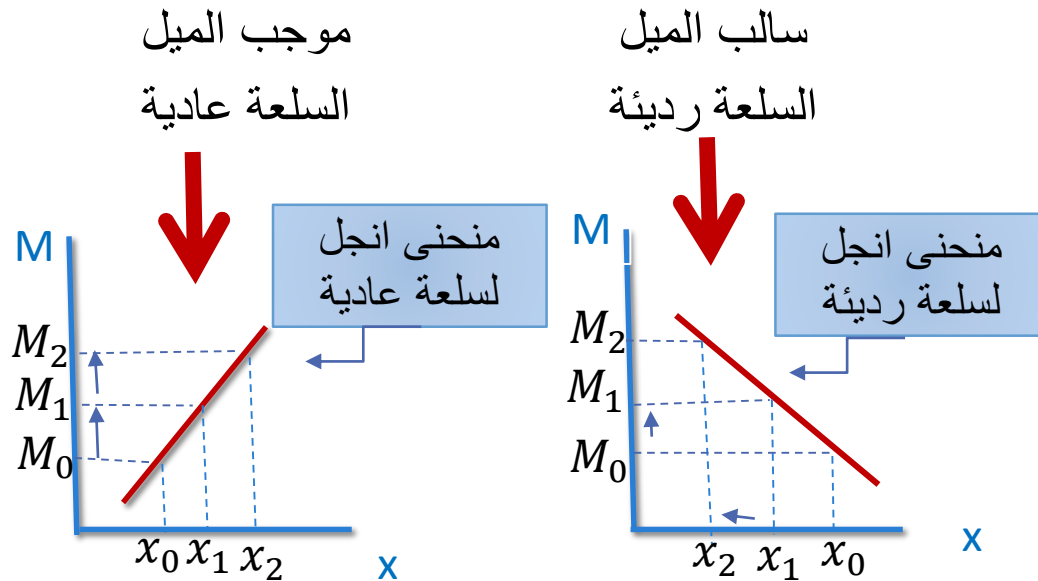 موجب الميل
السلعة عادية
سالب الميل
السلعة رديئة
M
منحنى انجل
لسلعة عادية
M₂
M₁
M₀
x₀ x₁ x₂
x
M
منحنى انجل
لسلعة رديئة
M₂
M₁
M₀
x₂ x₁ x₀
x